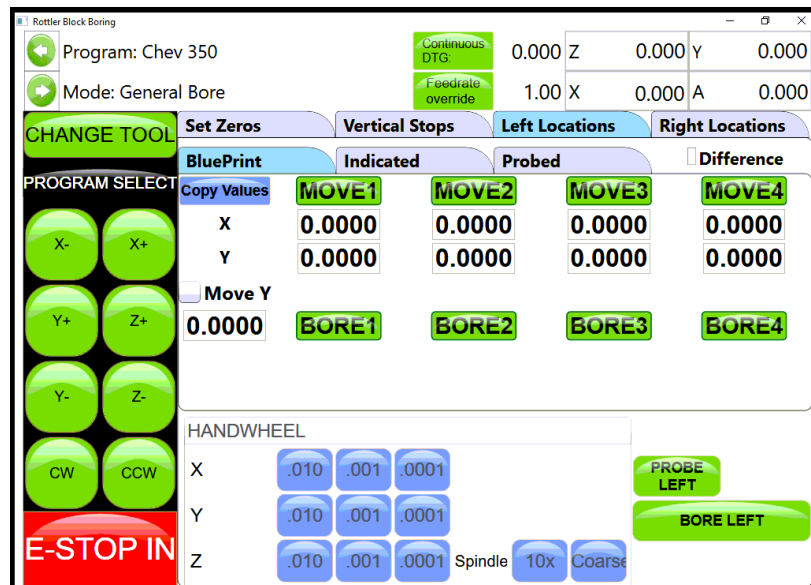 Rottler Block Boring
Program: Chev 350
Continuous DTG: 0.000 Z 0.000 Y 0.000
Mode: General Bore
Feedrate override 1.00 X 0.000 A 0.000
CHANGE TOOL
Set Zeros Vertical Stops Left Locations Right Locations
BluePrint Indicated Probed Difference
PROGRAM SELECT
Copy Values MOVE1 MOVE2 MOVE3 MOVE4
X 0.0000 0.0000 0.0000 0.0000
Y 0.0000 0.0000 0.0000 0.0000
Move Y
0.0000 BORE1 BORE2 BORE3 BORE4
X- X+
Y+ Z+
Y- Z-
CW CCW
E-STOP IN
HANDWHEEL
X .010 .001 .0001
Y .010 .001 .0001
Z .010 .001 .0001 Spindle 10x Coarse
PROBE
LEFT
BORE LEFT